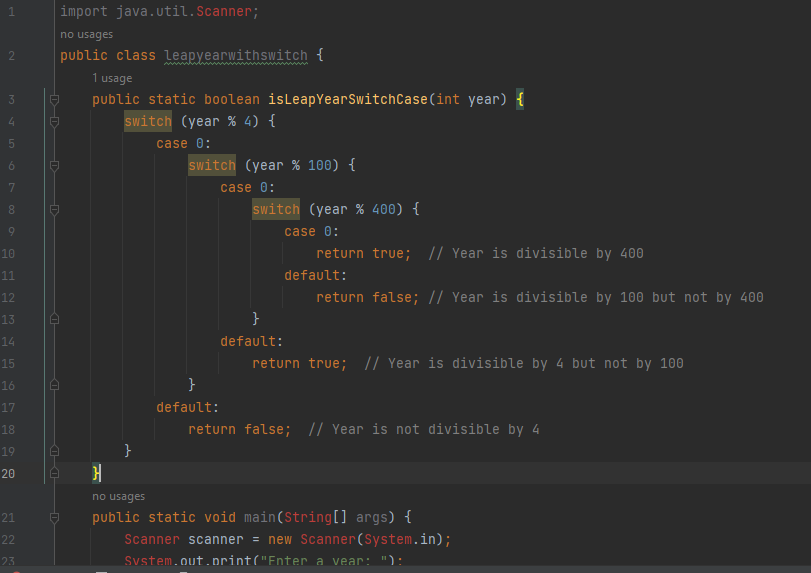 1 import java.util.Scanner;
no usages
2 public class leapyearwithswitch {
1 usage
3 public static boolean isLeapYearSwitchCase(int year) {
4 switch (year % 4) {
5 case 0:
6 switch (year % 100) {
7 case 0:
8 switch (year % 400) {
9 case 0:
10 return true;  // Year is divisible by 400
11 default:
12 return false; // Year is divisible by 100 but not by 400
13 }
14 default:
15 return true;  // Year is divisible by 4 but not by 100
16 }
17 default:
18 return false;  // Year is not divisible by 4
19 }
20 }
no usages
21 public static void main(String[] args) {
22 Scanner scanner = new Scanner(System.in);
23 System.out.print("Enter a year: ");